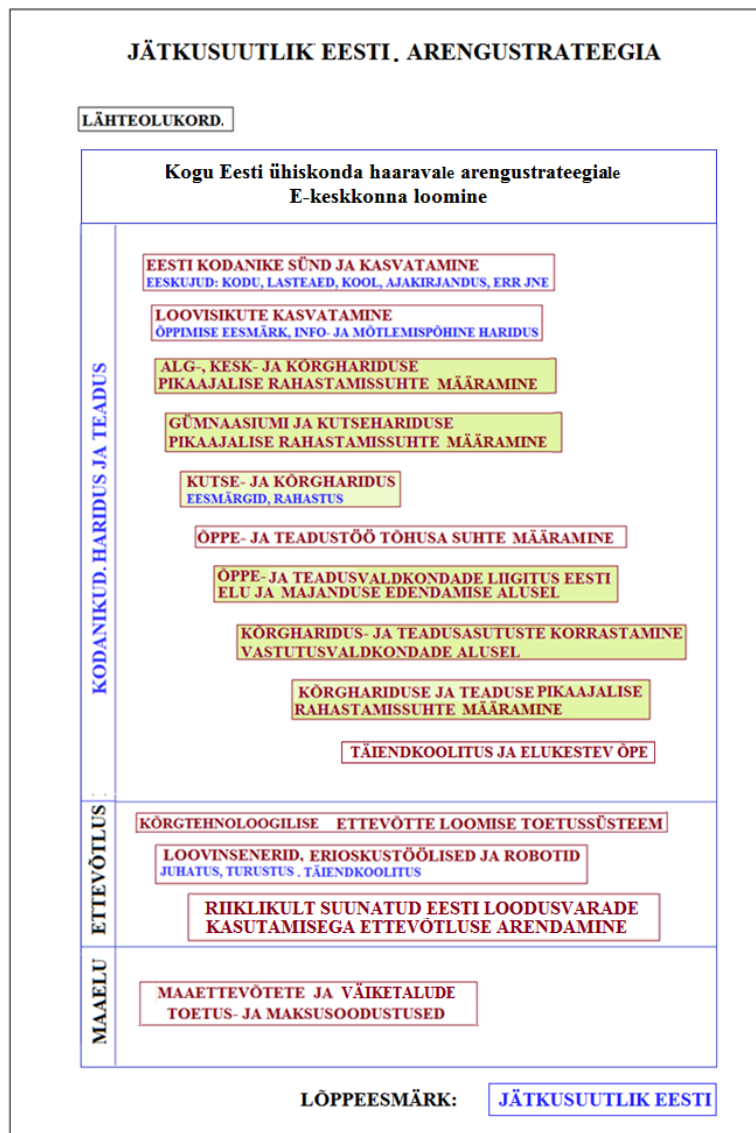 JÄTKUSUUTLIK EESTI. ARENGUSTRATEEGIA
LÄHTEOLUKORD.
Kogu Eesti ühiskonda haaravale arengustrateegiale
E-keskkonna loomine
KODANIKUD. HARIDUS JA TEADUS
EESTI KODANIKE SÜND JA KASVATAMINE
EESKUJUD: KODU, LASTEAED, KOOL, AJAKIRJANDUS, ERR JNE
LOOVISIKUTE KASVATAMINE
ÕPPIMISE EESMÄRK, INFO- JA MÕTLEMISPÕHINE HARIDUS
ALG-, KESK- JA KÕRGHARIDUSE
PIKAAJALISE RAHASTAMISSUHTE MÄÄRAMINE
GÜMNAASIUMI JA KUTSEHARIDUSE
PIKAAJALISE RAHASTAMISSUHTE MÄÄRAMINE
KUTSE- JA KÕRGHARIDUS
EESMÄRGID, RAHASTUS
ÕPPE- JA TEADUSTÖÖ TÕHUSA SUHTE MÄÄRAMINE
ÕPPE- JA TEADUSVALDKONDADE LIIGITUS EESTI
ELU JA MAJANDUSE EDENDAMISE ALUSEL
KÕRGHARIDUS- JA TEADUSASUTUSTE KORRASTAMINE
VASTUTUSVALDKONDADE ALUSEL
KÕRGHARIDUSE JA TEADUSE PIKAAJALISE
RAHASTAMISSUHTE MÄÄRAMINE
TÄIENDKOOLITUS JA ELUKESTEV ÕPE
ETTEVÕTLUS
KÕRGTEHNOLOOGILISE ETTEVÕTTE LOOMISE TOETUSSÜSTEEM
LOOVINSENERID, ERIOSKUSTÖÖLISED JA ROBOTID
JUHATUS, TURUSTUS . TÄIENDKOOLITUS
RIIKLIKULT SUUNATUD EESTI LOODUSVARADE
KASUTAMISEGA ETTEVÕTLUSE ARENDAMINE
MAAELU
MAAETTEVÕTETE JA VÄIKETALUDE
TOETUS- JA MAKSUSOODUSTUSED
LÕPPEESMÄRK: JÄTKUSUUTLIK EESTI